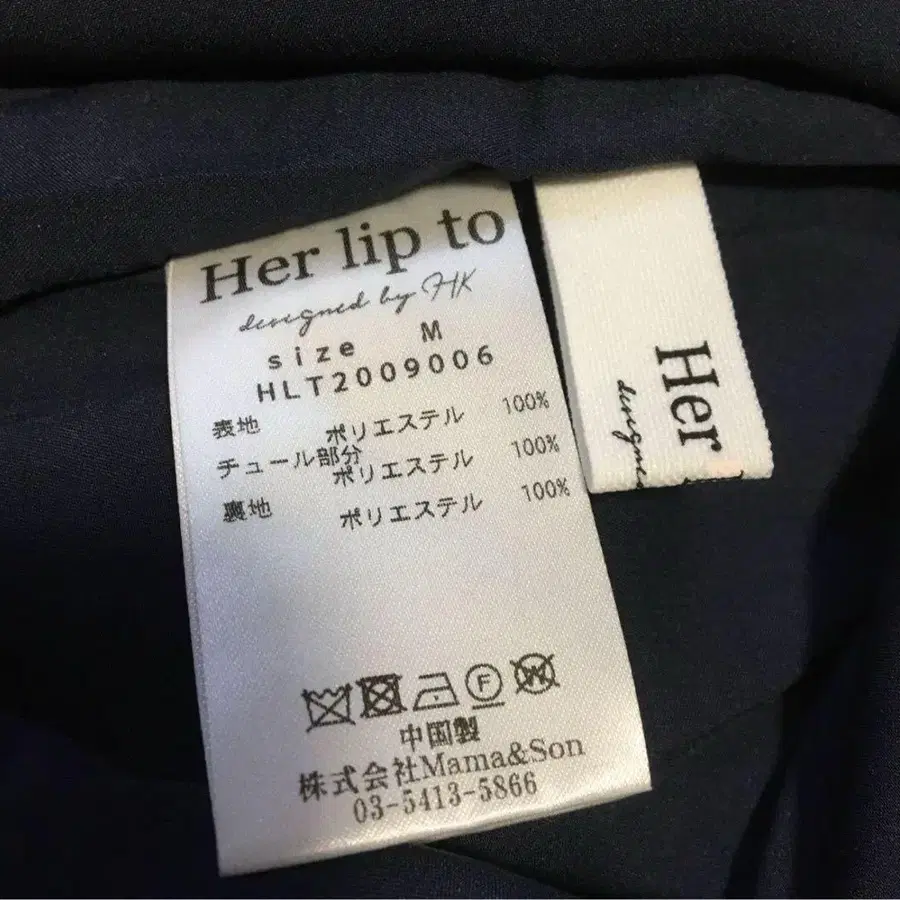 Her lip to
designed by HK
size M
HLT2009006
表地 ポリエステル 100%
チュール部分
ポリエステル 100%
裏地 ポリエステル 100%
F W
中国製
株式会社Mama&Son
03-5413-5866
Her
designed